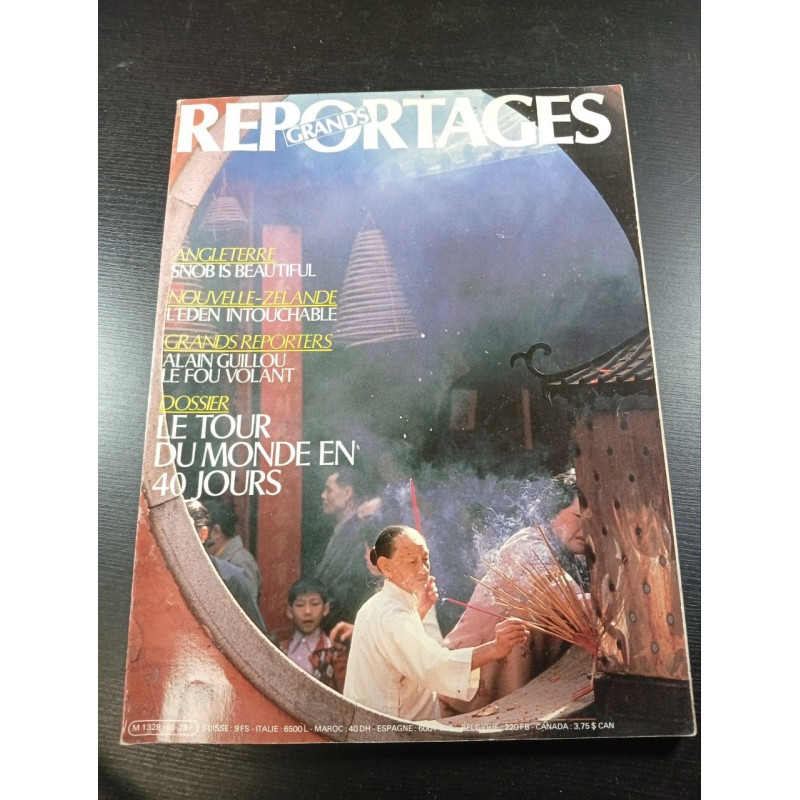 REPORTAGES
GRANDS
ANGLETERRE
SNOB IS BEAUTIFUL
NOUVELLE-ZELANDE
L'EDEN INTOUCHABLE
GRANDS REPORTERS
ALAIN GUILLOU
LE FOU VOLANT
DOSSIER
LE TOUR
DU MONDE EN
40 JOURS
M 1328 SUISSE : 9 FS - ITALIE : 6500 L - MAROC : 40 DH - ESPAGNE : BELGIQUE : 220 FB - CANADA : 3,75 $ CAN